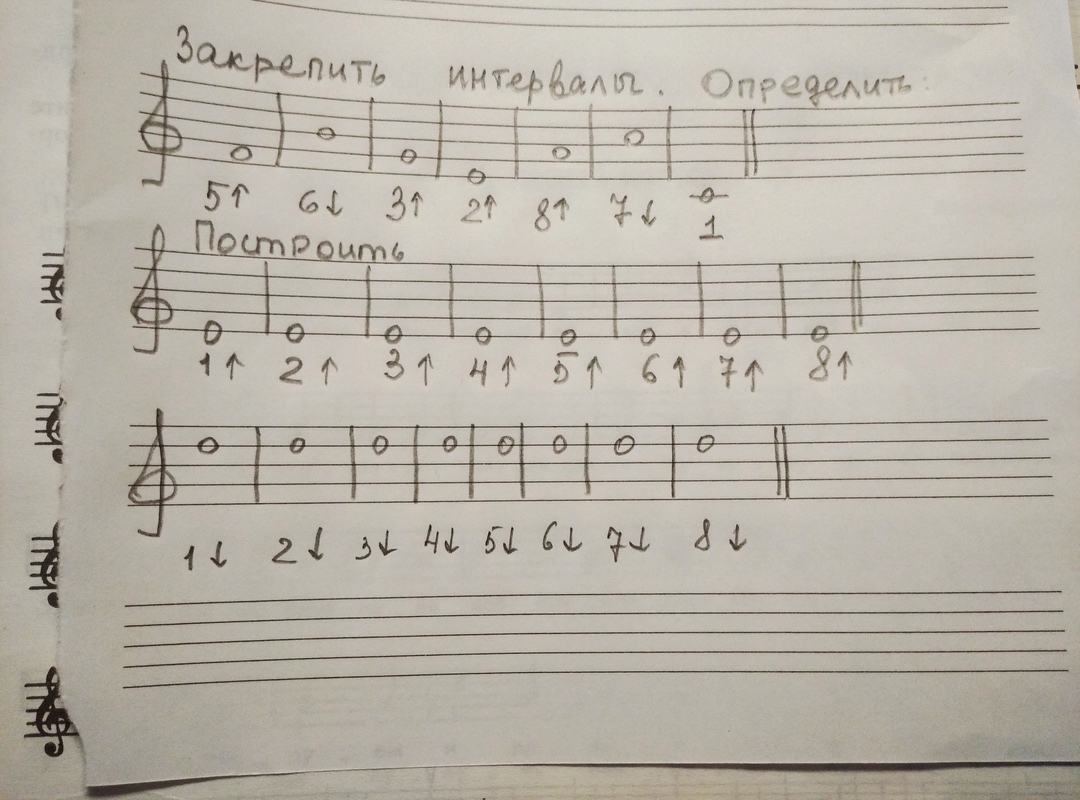 Закрепить интервалы. Определить:
5↑ 6↓ 3↑ 2↑ 8↑ 7↓ 1
Построить
1↑ 2↑ 3↑ 4↑ 5↑ 6↑ 7↑ 8↑
1↓ 2↓ 3↓ 4↓ 5↓ 6↓ 7↓ 8↓